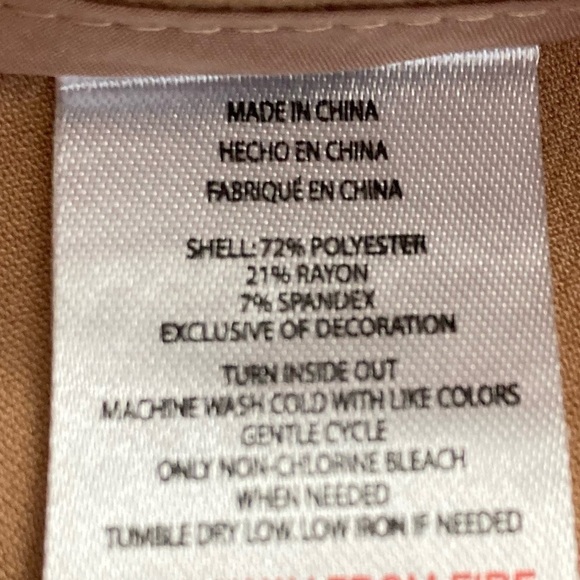 MADE IN CHINA
HECHO EN CHINA
FABRIQUÉ EN CHINA
SHELL: 72% POLYESTER
21% RAYON
7% SPANDEX
EXCLUSIVE OF DECORATION
TURN INSIDE OUT
MACHINE WASH COLD WITH LIKE COLORS
GENTLE CYCLE
ONLY NON-CHLORINE BLEACH
WHEN NEEDED
TUMBLE DRY LOW. LOW IRON IF NEEDED
FROM FIRE